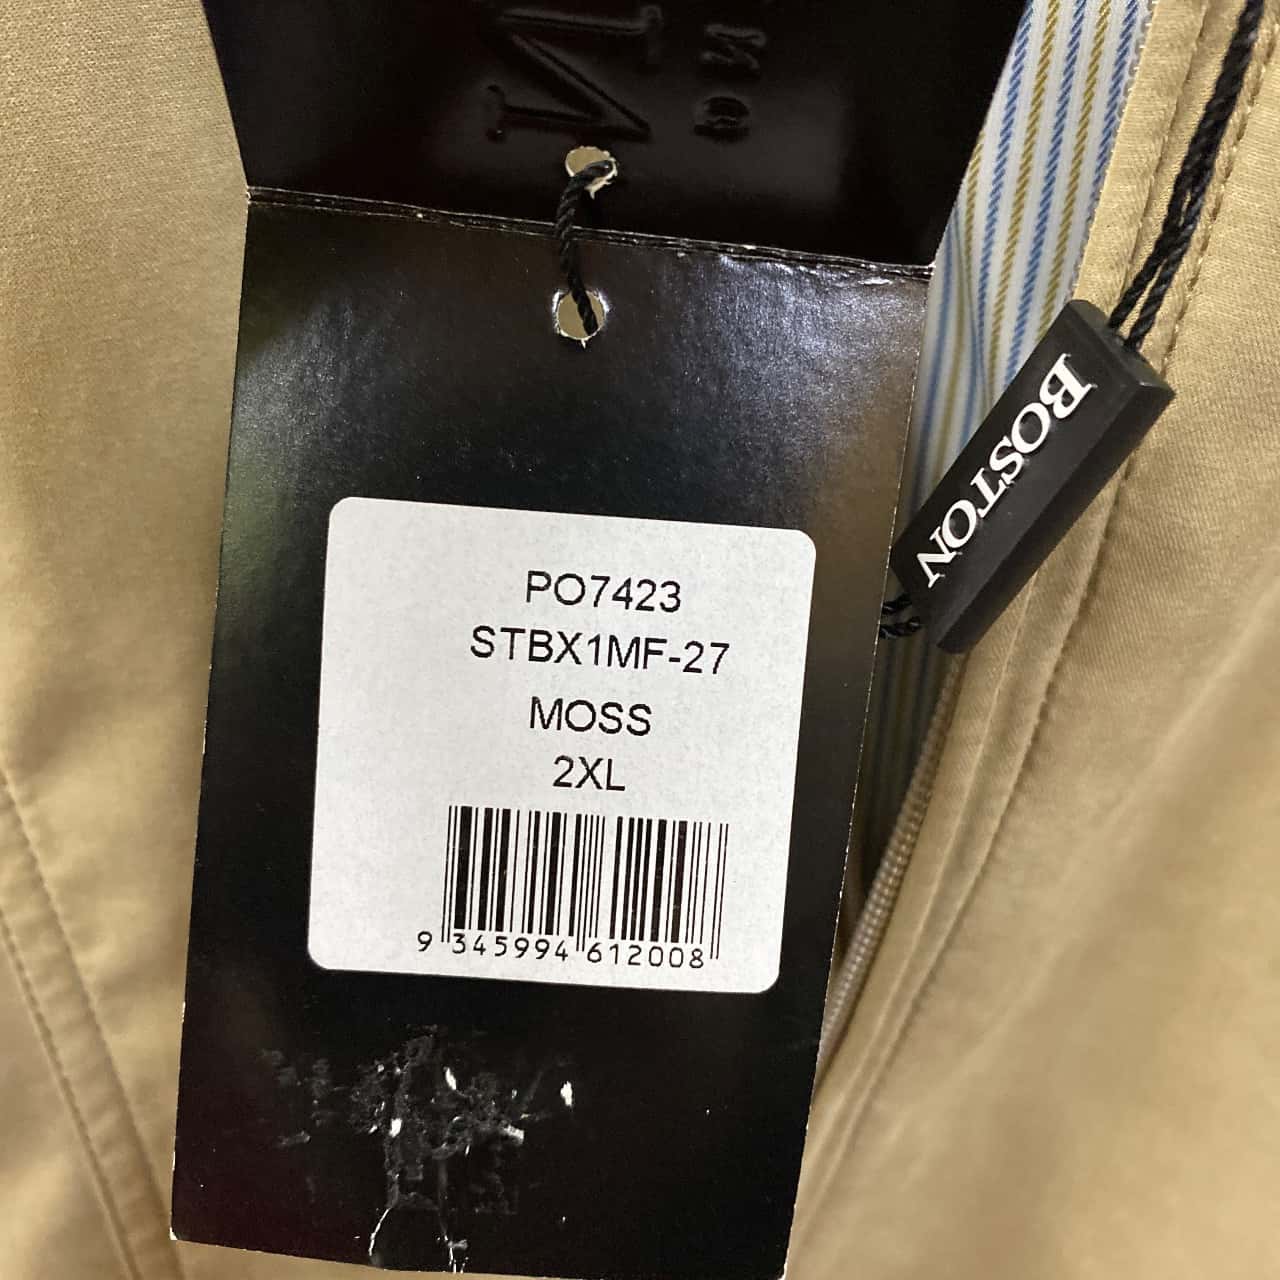 BOSTON
PO7423
STBX1MF-27
MOSS
2XL
9 345994 612008